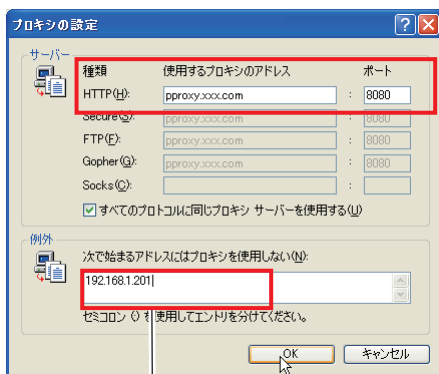 プロキシの設定
サーバー
種類 使用するプロキシのアドレス ポート
HTTP(H): pproxy.xxx.com : 8080
Secure(S): pproxy.xxx.com : 8080
FTP(F): pproxy.xxx.com : 8080
Gopher(G): pproxy.xxx.com : 8080
Socks(C): :
すべてのプロトコルに同じプロキシ サーバーを使用する(U)
例外
次で始まるアドレスにはプロキシを使用しない(N):
192.168.1.201
セミコロン (;) を使用してエントリを分けてください。
OK キャンセル